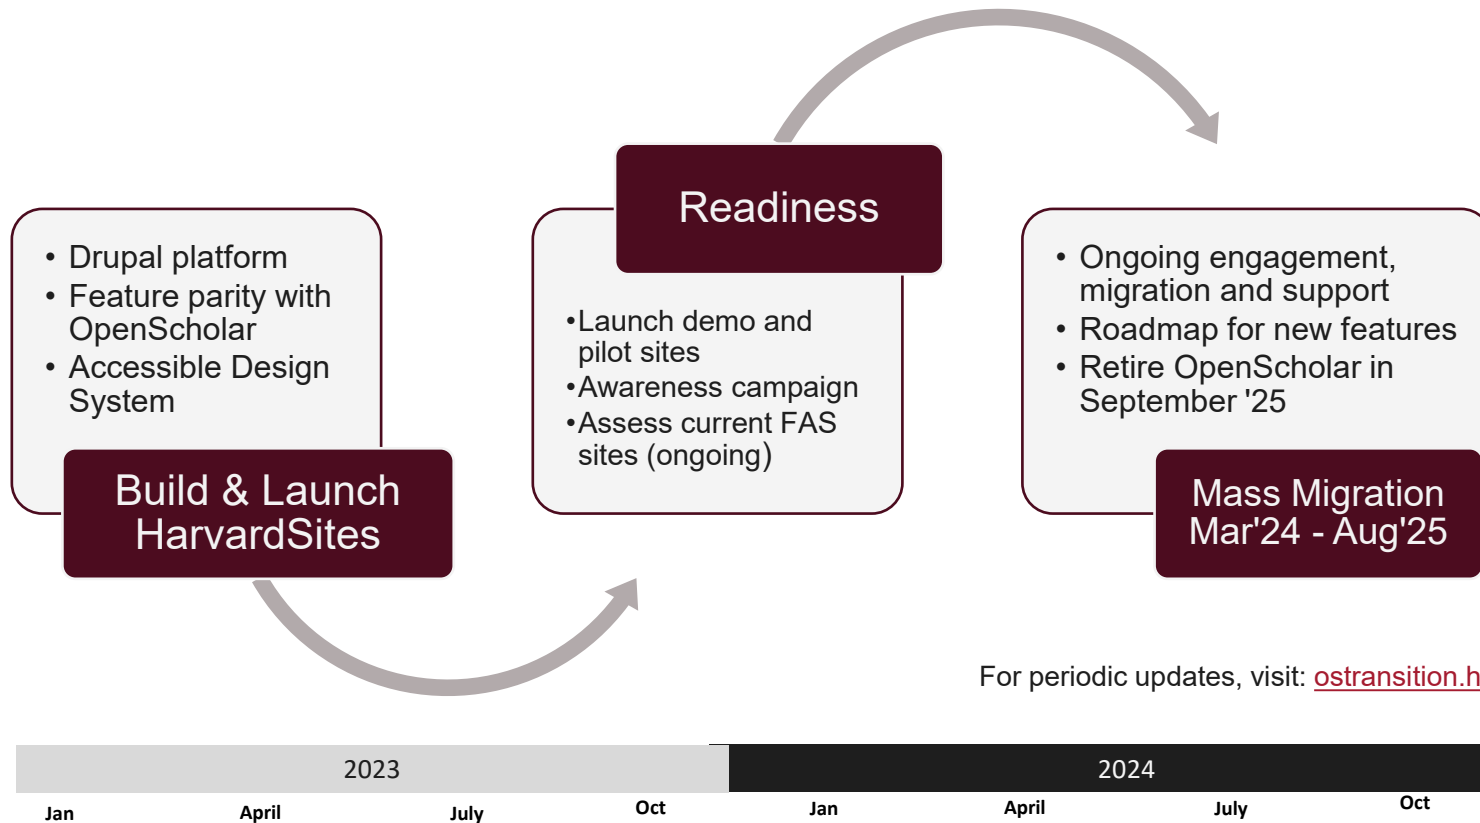 • Drupal platform
• Feature parity with
OpenScholar
• Accessible Design
System
Build & Launch
HarvardSites
Readiness
•Launch demo and
pilot sites
•Awareness campaign
•Assess current FAS
sites (ongoing)
• Ongoing engagement,
migration and support
• Roadmap for new features
• Retire OpenScholar in
September '25
Mass Migration
Mar'24 - Aug'25
For periodic updates, visit: ostransition.h
2023 2024
Jan April July Oct Jan April July Oct